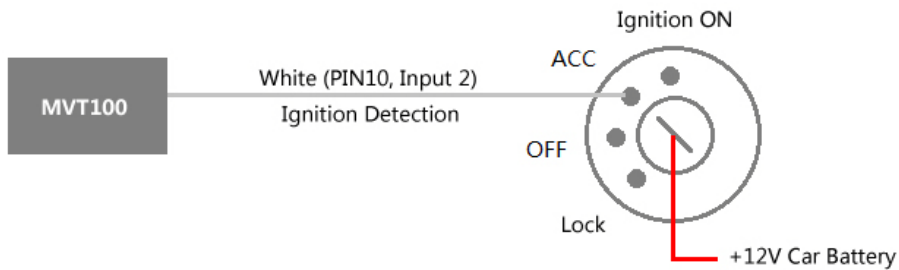 Ignition ON
ACC
White (PIN10, Input 2)
MVT100
Ignition Detection
OFF
Lock
+12V Car Battery